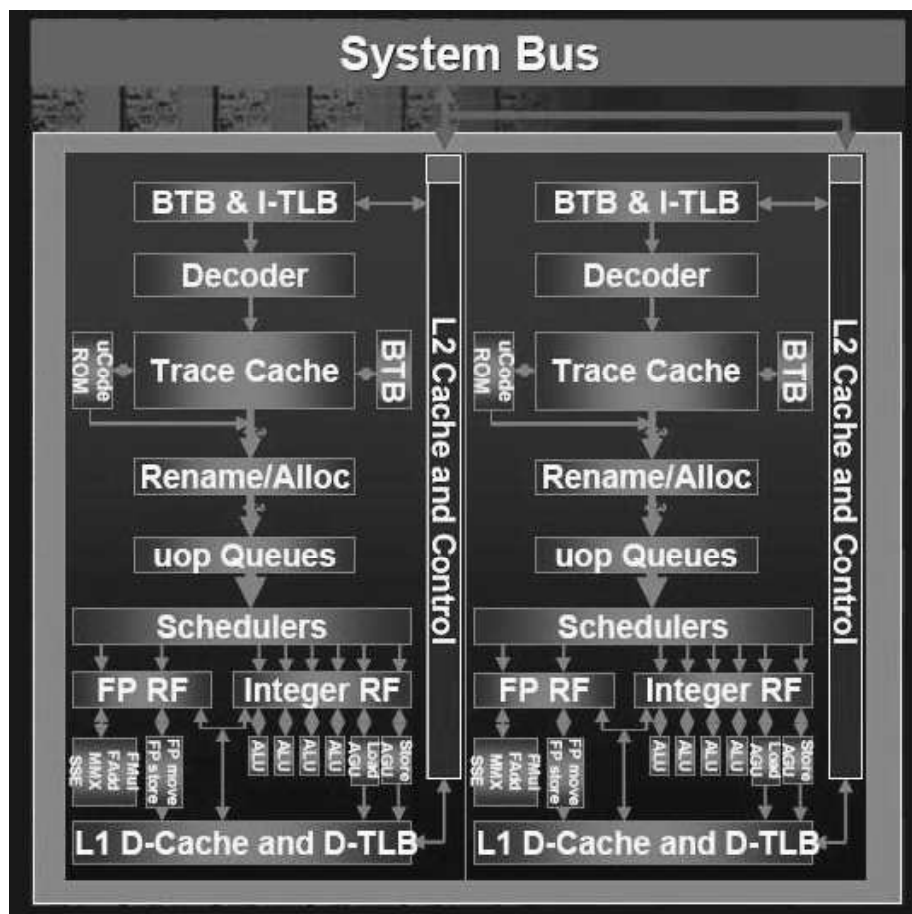 System Bus
BTB & I-TLB
Decoder
uCode
ROM
Trace Cache
BTB
L2 Cache and Control
3
Rename/Alloc
3
uop Queues
Schedulers
FP RF
Integer RF
FMul
FAdd
MMX
SSE
FP move
FP store
ALU
ALU
ALU
ALU
Load
AGU
Store
AGU
L1 D-Cache and D-TLB
BTB & I-TLB
Decoder
uCode
ROM
Trace Cache
BTB
L2 Cache and Control
3
Rename/Alloc
3
uop Queues
Schedulers
FP RF
Integer RF
FMul
FAdd
MMX
SSE
FP move
FP store
ALU
ALU
ALU
ALU
Load
AGU
Store
AGU
L1 D-Cache and D-TLB